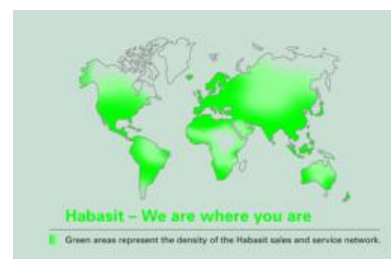 Habasit – We are where you are
Green areas represent the density of the Habasit sales and service network.